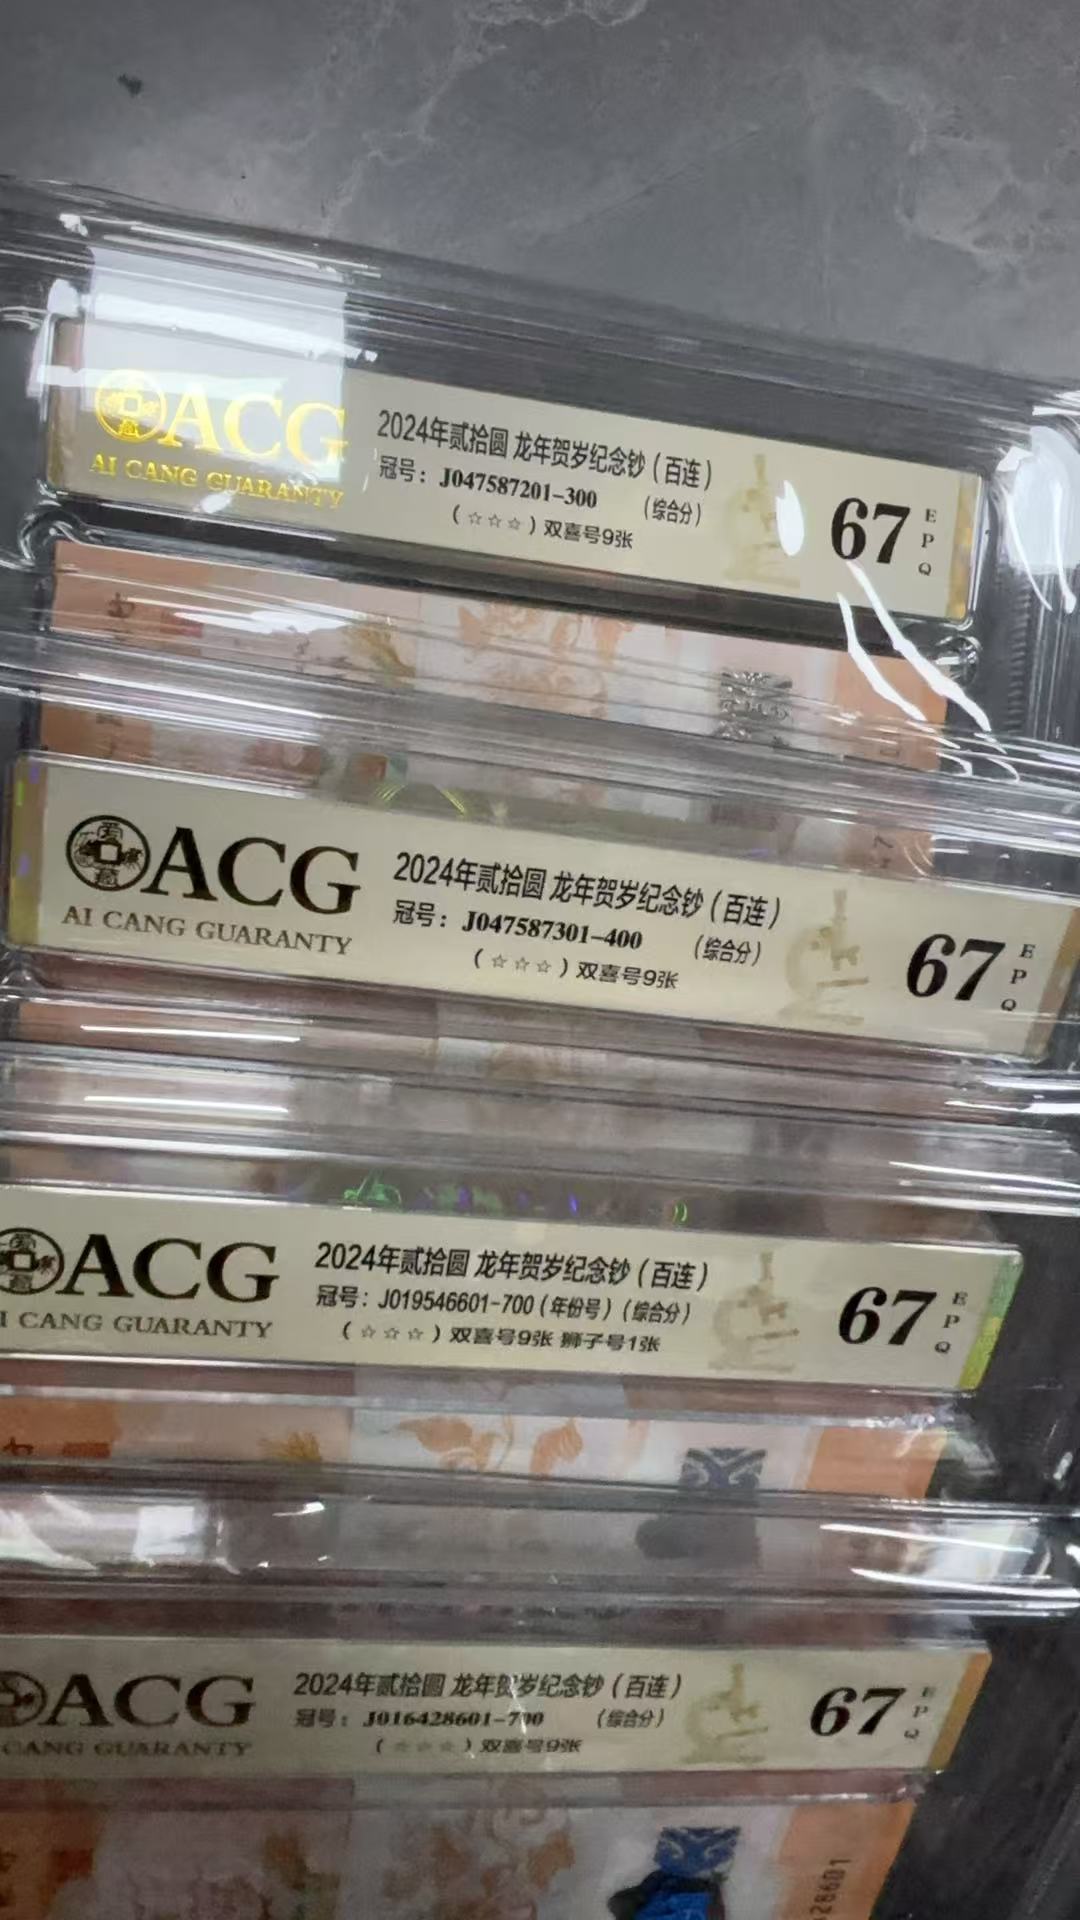 ACG
AI CANG GUARANTY
2024年贰拾圆 龙年贺岁纪念钞(百连)
冠号:J047587201-300 (综合分)
(☆☆☆)双喜号9张
67
E
P
Q
爱
藏
ACG
AI CANG GUARANTY
2024年贰拾圆 龙年贺岁纪念钞(百连)
冠号:J047587301-400 (综合分)
(☆☆☆)双喜号9张
67
E
P
Q
ACG
I CANG GUARANTY
2024年贰拾圆 龙年贺岁纪念钞(百连)
冠号:J019546601-700(年份号)(综合分)
(☆☆☆)双喜号9张 狮子号1张
67
E
P
Q
ACG
CANG GUARANTY
2024年贰拾圆 龙年贺岁纪念钞(百连)
冠号:J016428601-700 (综合分)
(☆☆☆)双喜号9张
67
E
P
Q
28601